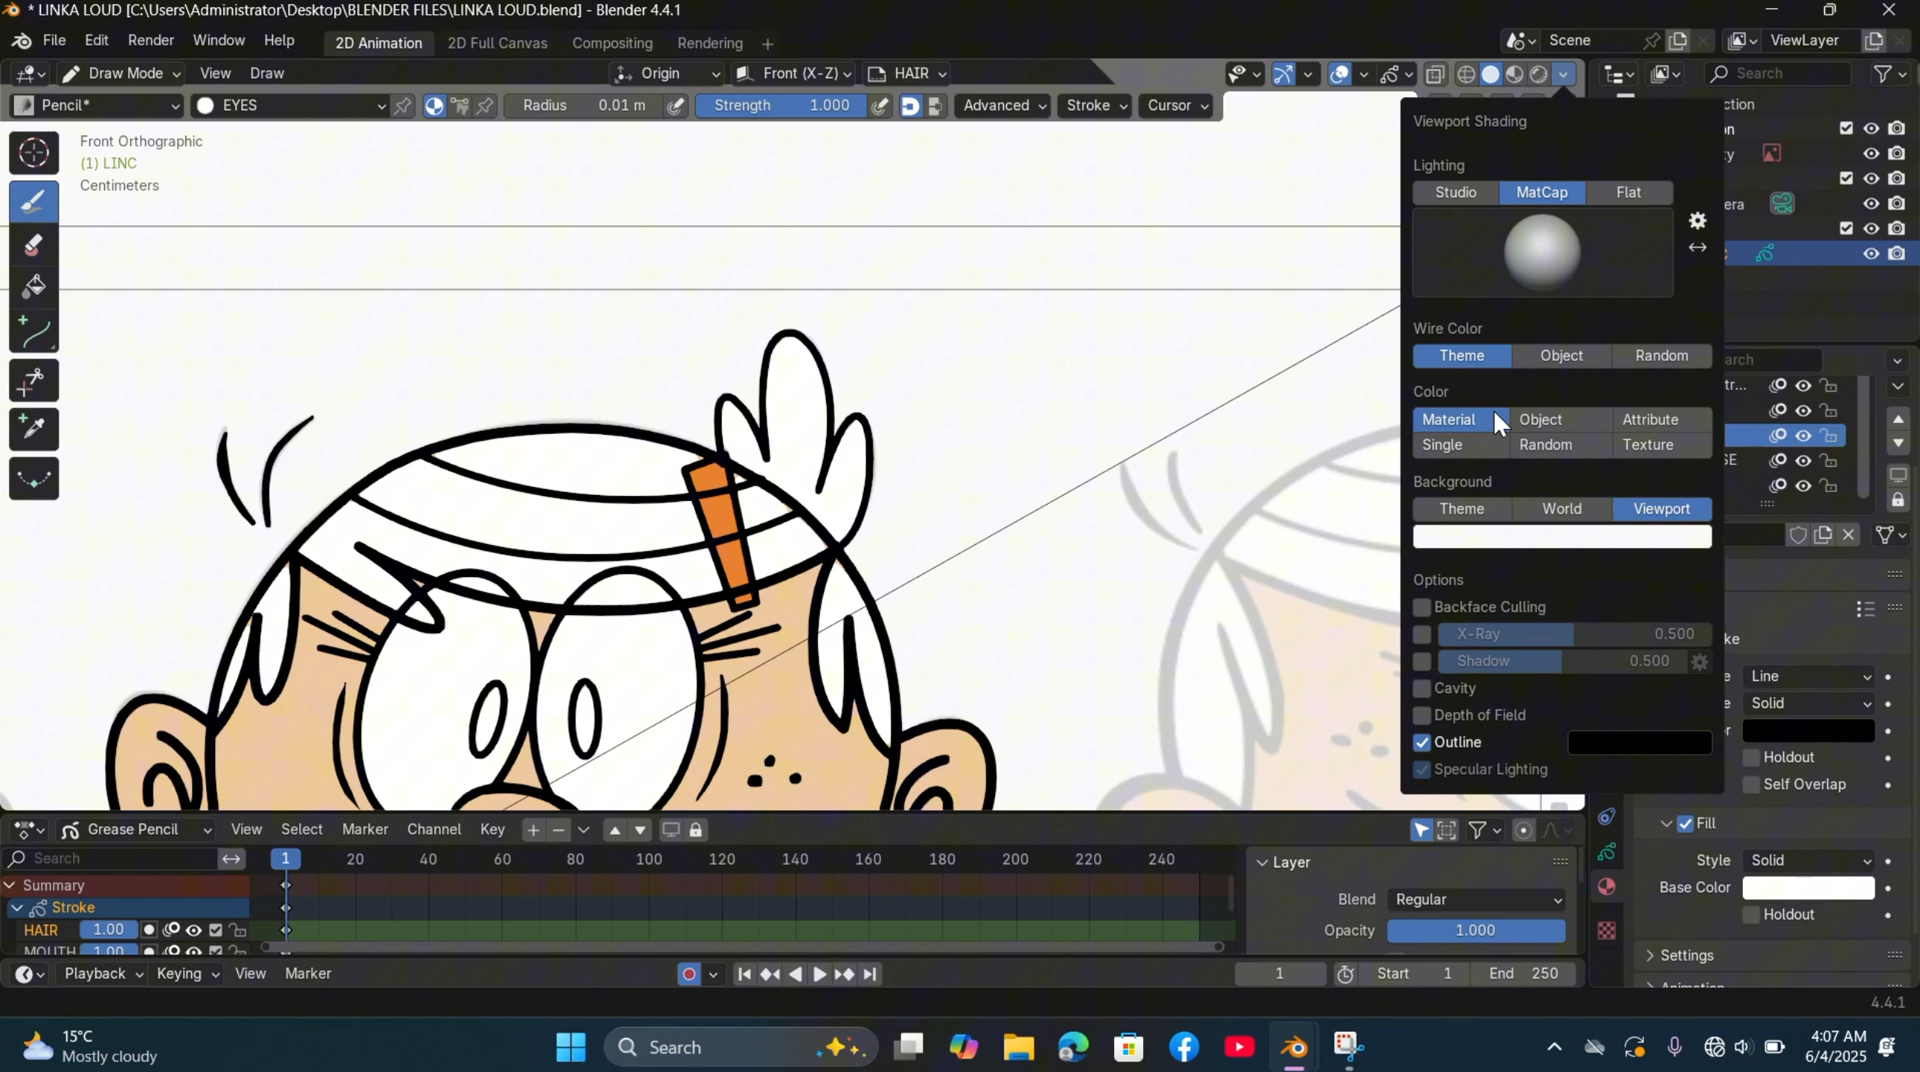 * LINKA LOUD [C:\Users\Administrator\Desktop\BLENDER FILES\LINKA LOUD.blend] - Blender 4.4.1
File Edit Render Window Help 2D Animation 2D Full Canvas Compositing Rendering + Scene ViewLayer
Draw Mode View Draw Origin Front (X-Z) HAIR Search
Pencil* EYES Radius 0.01 m Strength 1.000 Advanced Stroke Cursor
Front Orthographic
(1) LINC
Centimeters
Viewport Shading
Lighting
Studio MatCap Flat
Wire Color
Theme Object Random
Color
Material Object Attribute
Single Random Texture
Background
Theme World Viewport
Options
Backface Culling
X-Ray 0.500
Shadow 0.500
Cavity
Depth of Field
Outline
Specular Lighting
Line
Solid
Holdout
Self Overlap
Fill
Style Solid
Base Color
Holdout
Settings
Grease Pencil View Select Marker Channel Key
Search 1 20 40 60 80 100 120 140 160 180 200 220 240
Summary
Stroke
HAIR 1.00
MOUTH 1.00
Layer
Blend Regular
Opacity 1.000
Playback Keying View Marker 1 Start 1 End 250
4.4.1
15°C
Mostly cloudy
Search
4:07 AM
6/4/2025